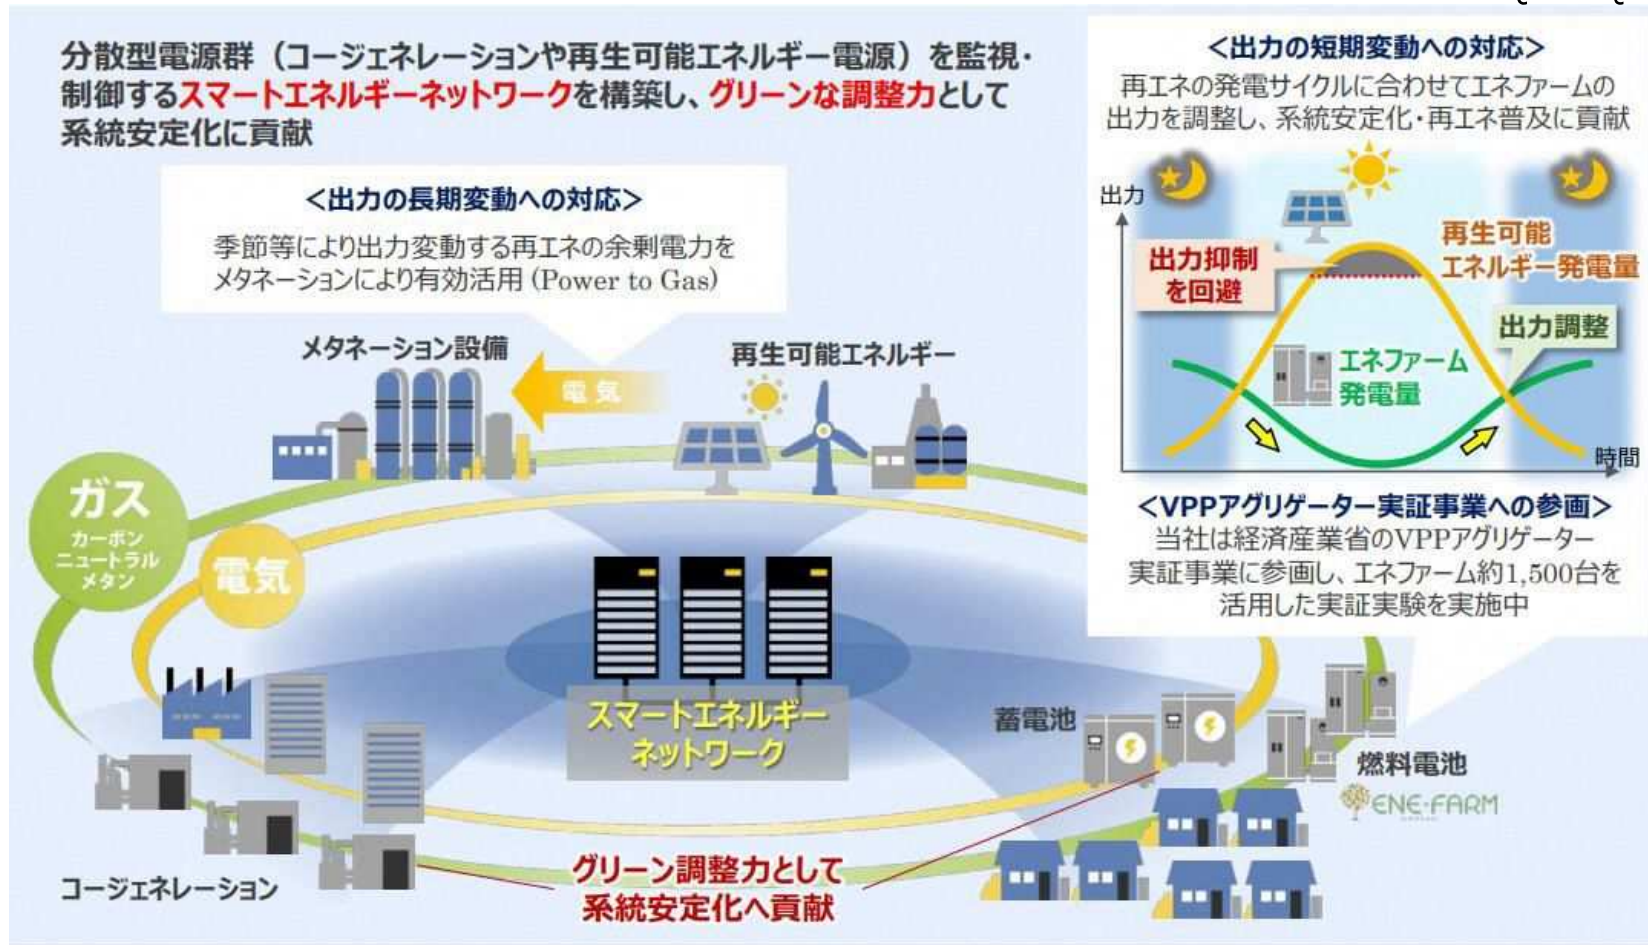 分散型電源群（コージェネレーションや再生可能エネルギー電源）を監視・
制御するスマートエネルギーネットワークを構築し、グリーンな調整力として
系統安定化に貢献
＜出力の長期変動への対応＞
季節等により出力変動する再エネの余剰電力を
メタネーションにより有効活用 (Power to Gas)
＜出力の短期変動への対応＞
再エネの発電サイクルに合わせてエネファームの
出力を調整し、系統安定化・再エネ普及に貢献
出力
再生可能
エネルギー発電量
出力抑制
を回避
出力調整
エネファーム
発電量
時間
＜VPPアグリゲーター実証事業への参画＞
当社は経済産業省のVPPアグリゲーター
実証事業に参画し、エネファーム約1,500台を
活用した実証実験を実施中
メタネーション設備
電気
再生可能エネルギー
ガス
カーボン
ニュートラル
メタン
電気
スマートエネルギー
ネットワーク
蓄電池
燃料電池
ENE・FARM
コージェネレーション
グリーン調整力として
系統安定化へ貢献